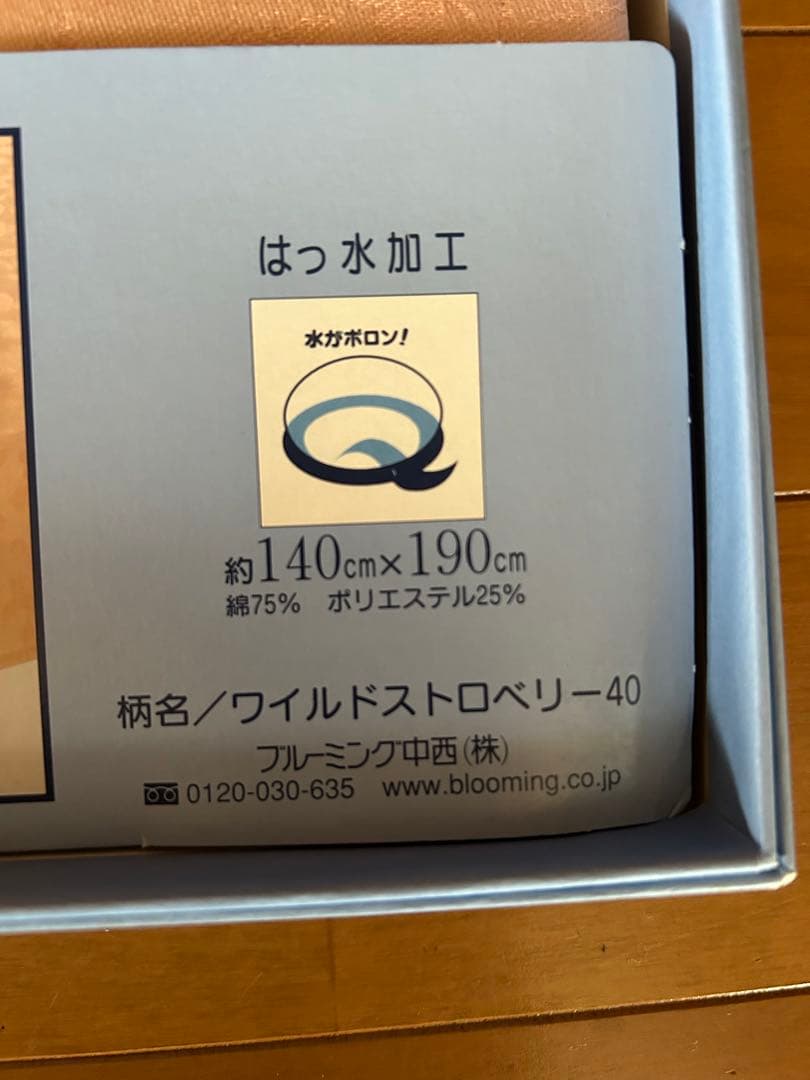 はっ水加工
水がポロン!
約140cm×190cm
綿75% ポリエステル25%
柄名／ワイルドストロベリー40
ブルーミング中西(株)
0120-030-635 www.blooming.co.jp